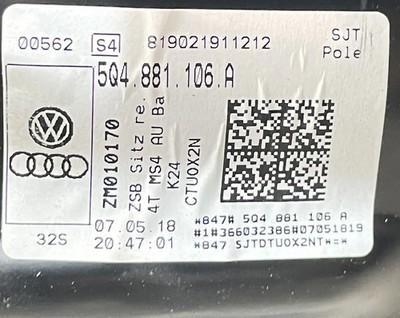 00562 S4 819021911212
SJT
Pole
5Q4.881.106.A
ZM010170
ZSB Sitz re.
4T MS4 AU Ba
K24
CTU0X2N
07.05.18
20:47:01
32S
*847# 5Q4 881 106 A
#1#366032386#07051819
*847 SJTDTU0X2NT*=*